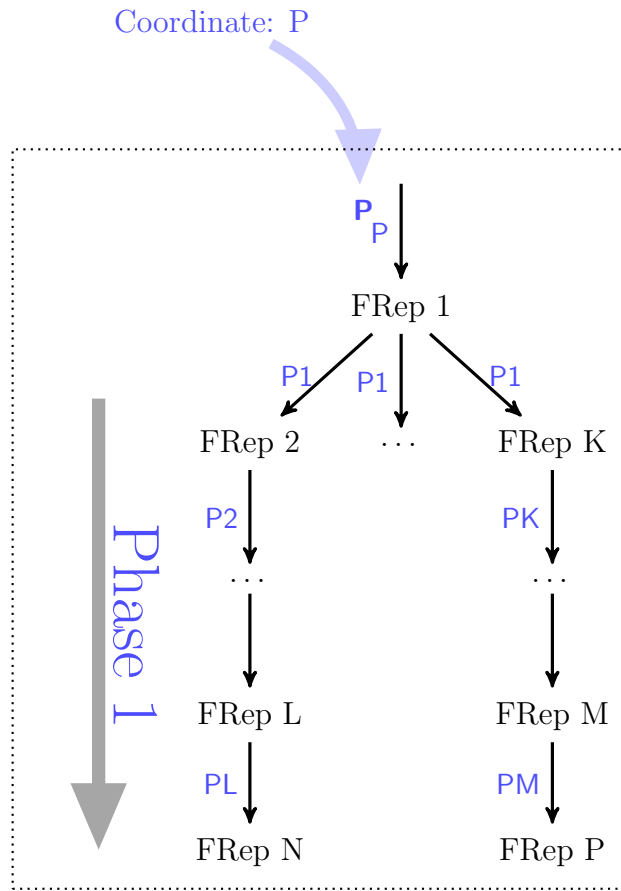 Coordinate: P
P
P
FRep 1
P1 P1 P1
FRep 2 ... FRep K
P2 PK
... ...
Phase 1
FRep L FRep M
PL PM
FRep N FRep P